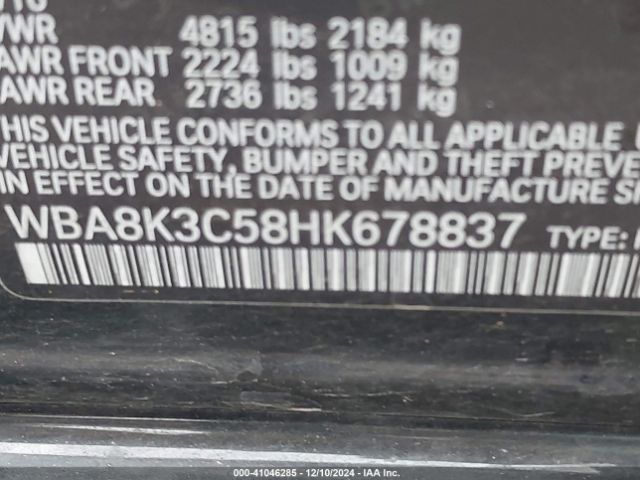 VWR 4815 lbs 2184 kg
AWR FRONT 2224 lbs 1009 kg
AWR REAR 2736 lbs 1241 kg
THIS VEHICLE CONFORMS TO ALL APPLICABLE
VEHICLE SAFETY, BUMPER AND THEFT PREVE
IN EFFECT ON THE DATE OF MANUFACTURE SH
WBA8K3C58HK678837 TYPE:
000-41046285 - 12/10/2024 - IAA Inc.